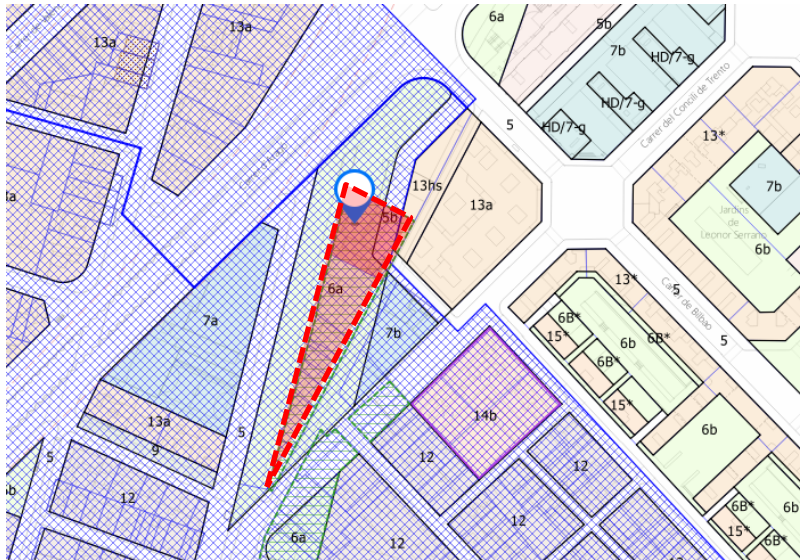 6a
5b
13a
13a
7b
HD/7-g
HD/7-g
HD/7-g
Carrer del Concili de Trento
5
13*
13hs
13a
7b
Jardins
de
Leonor Serrano
6b
5b
6a
7a
7b
13*
5
Carrer de Bilbao
5
6B*
15*
6b
6B*
6B*
15*
14b
13a
9
5
5
12
12
12
12
12
6a
6b
6B*
15*
6b
6B*